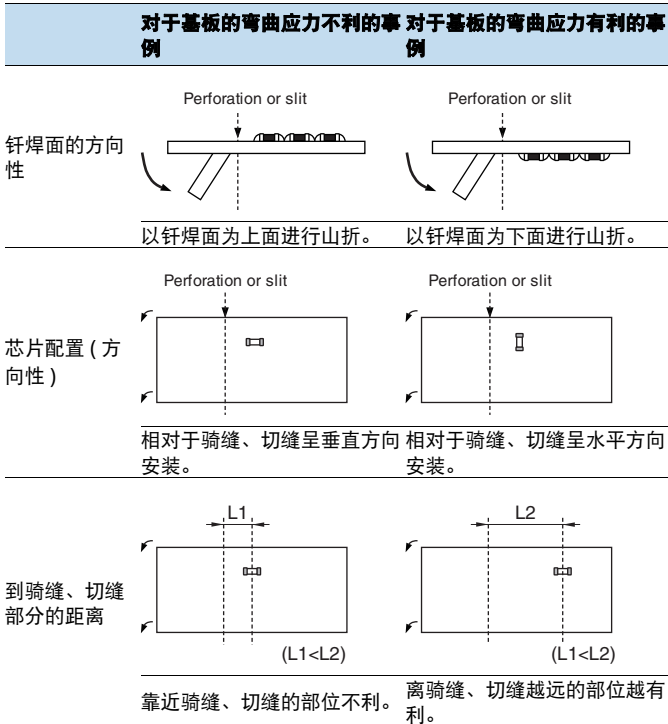 对于基板的弯曲应力不利的事例
对于基板的弯曲应力有利的事例
钎焊面的方向性
Perforation or slit
Perforation or slit
以钎焊面为上面进行山折。
以钎焊面为下面进行山折。
芯片配置 ( 方向性 )
Perforation or slit
Perforation or slit
相对于骑缝、切缝呈垂直方向安装。
相对于骑缝、切缝呈水平方向安装。
到骑缝、切缝部分的距离
L1
(L1<L2)
L2
(L1<L2)
靠近骑缝、切缝的部位不利。
离骑缝、切缝越远的部位越有利。